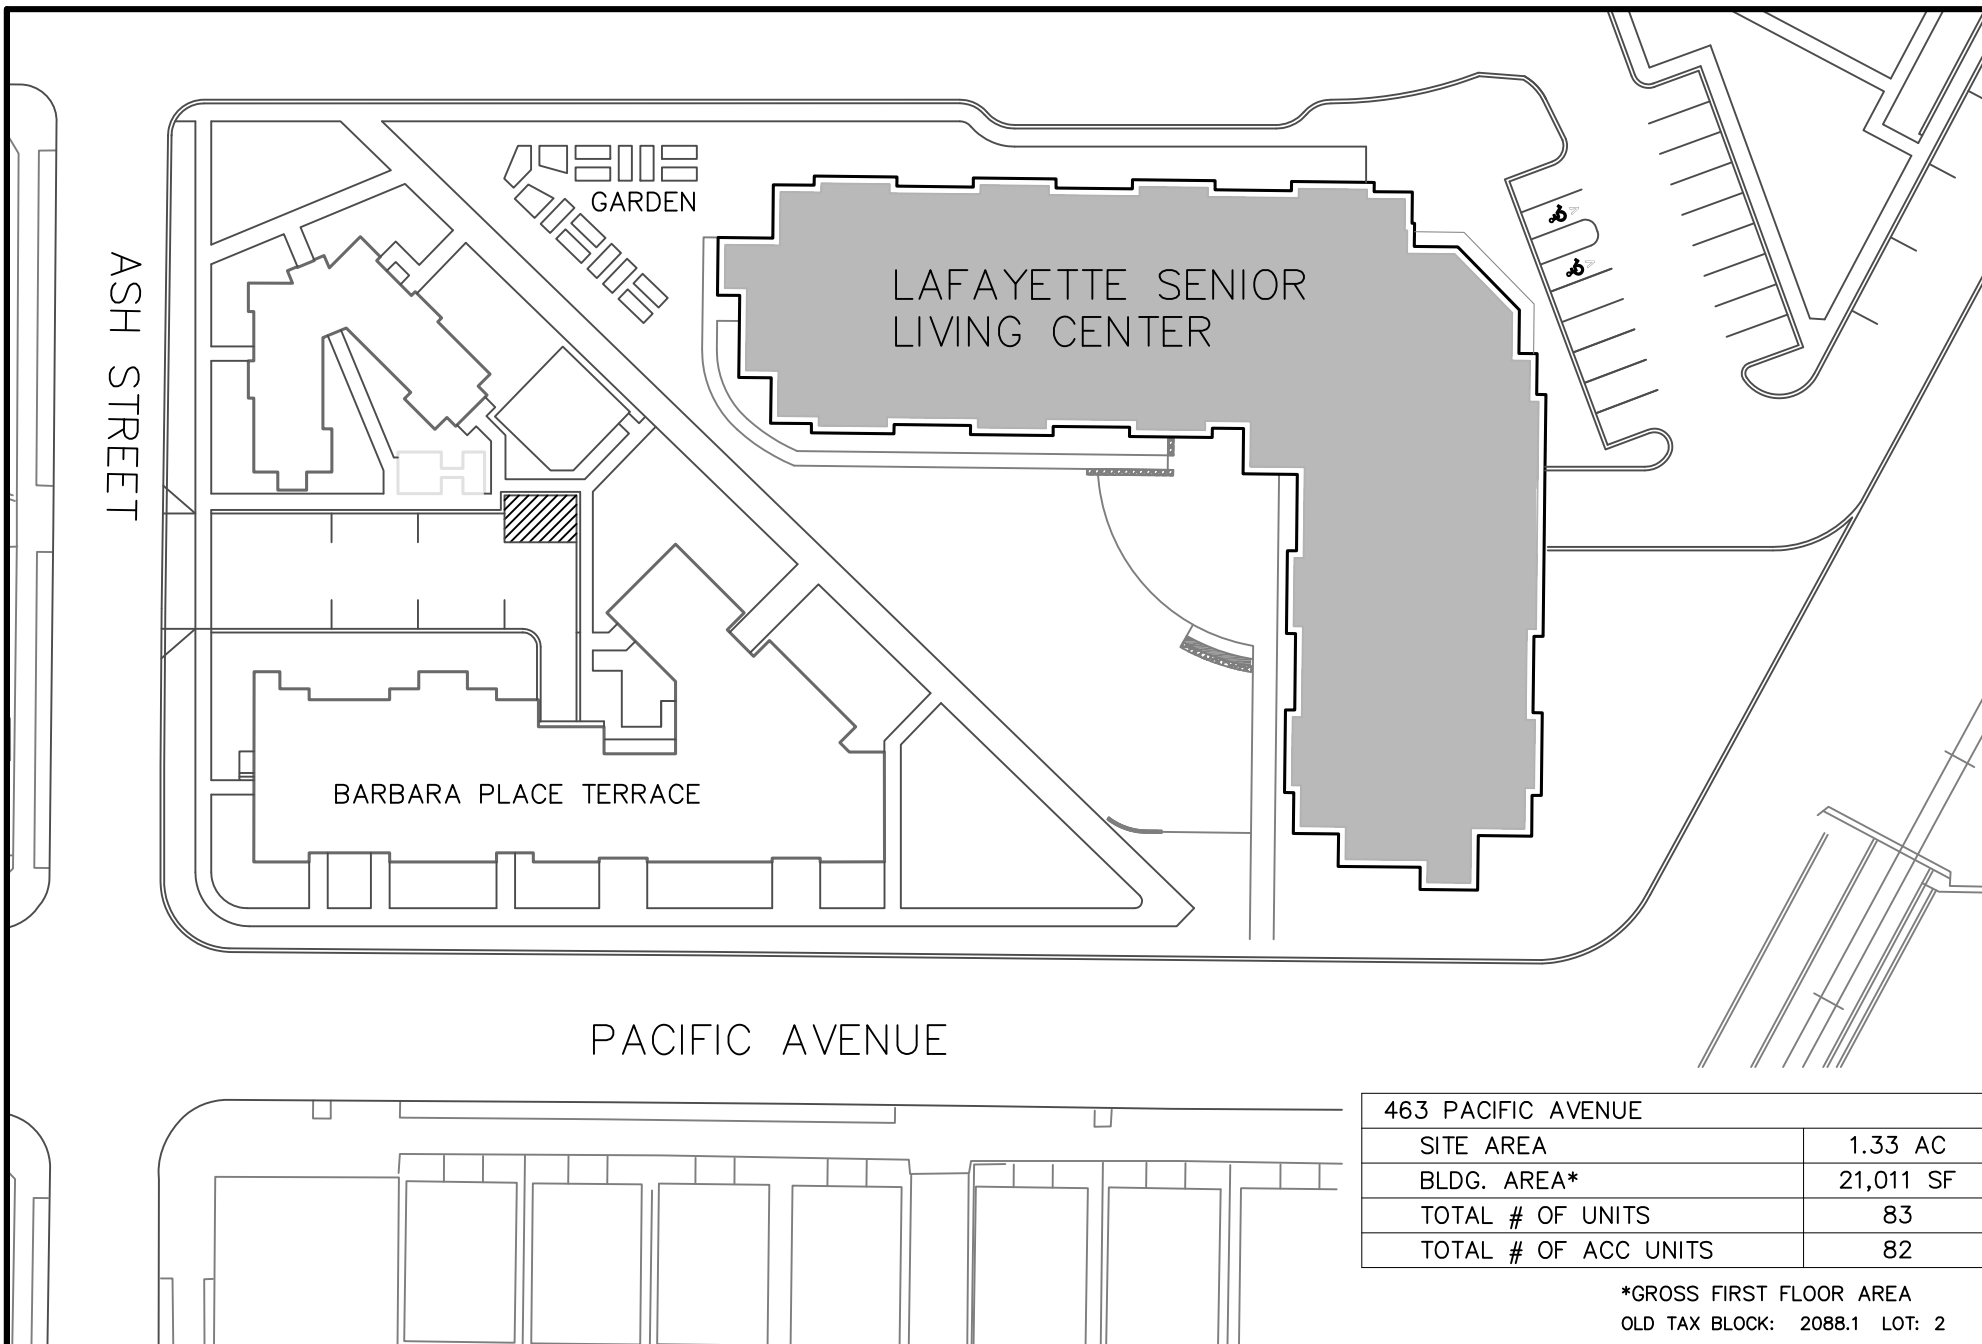 GARDEN
LAFAYETTE SENIOR
LIVING CENTER
ASH STREET
BARBARA PLACE TERRACE
PACIFIC AVENUE
463 PACIFIC AVENUE
SITE AREA 1.33 AC
BLDG. AREA* 21,011 SF
TOTAL # OF UNITS 83
TOTAL # OF ACC UNITS 82
*GROSS FIRST FLOOR AREA
OLD TAX BLOCK: 2088.1 LOT: 2